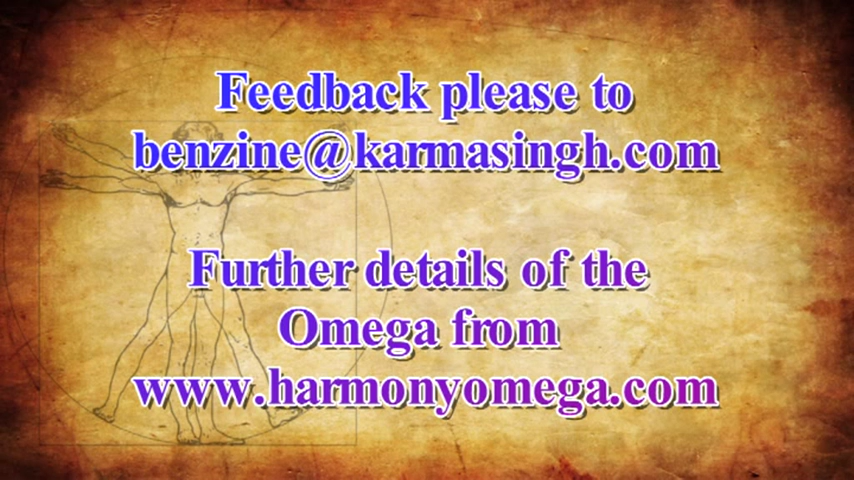 Feedback please to
benzine@karmasingh.com
Further details of the
Omega from
www.harmonyomega.com